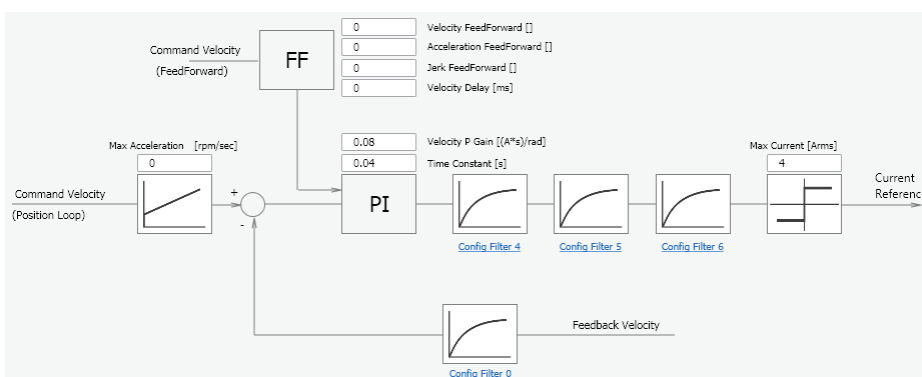 0 Velocity FeedForward []
Command Velocity
0 Acceleration FeedForward []
(FeedForward)
FF
0 Jerk FeedForward []
0 Velocity Delay [ms]
0.08 Velocity P Gain [(A*s)/rad]
Max Acceleration [rpm/sec]
0
0.04 Time Constant [s]
Max Current [Arms]
4
Command Velocity
(Position Loop)
+
-
PI
Current
Referenc
Config Filter 4
Config Filter 5
Config Filter 6
Feedback Velocity
Config Filter 0